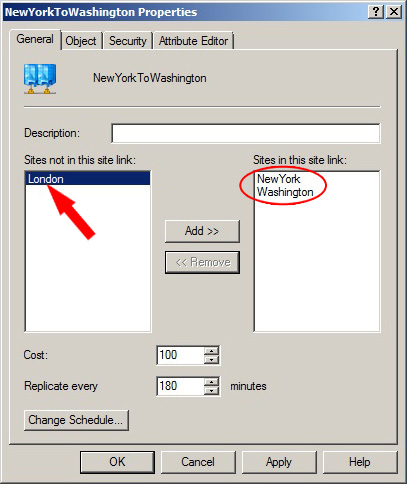 NewYorkToWashington Properties
General Object Security Attribute Editor
NewYorkToWashington
Description:
Sites not in this site link: Sites in this site link:
London NewYork
Washington
Add >>
<< Remove
Cost: 100
Replicate every 180 minutes
Change Schedule...
OK Cancel Apply Help